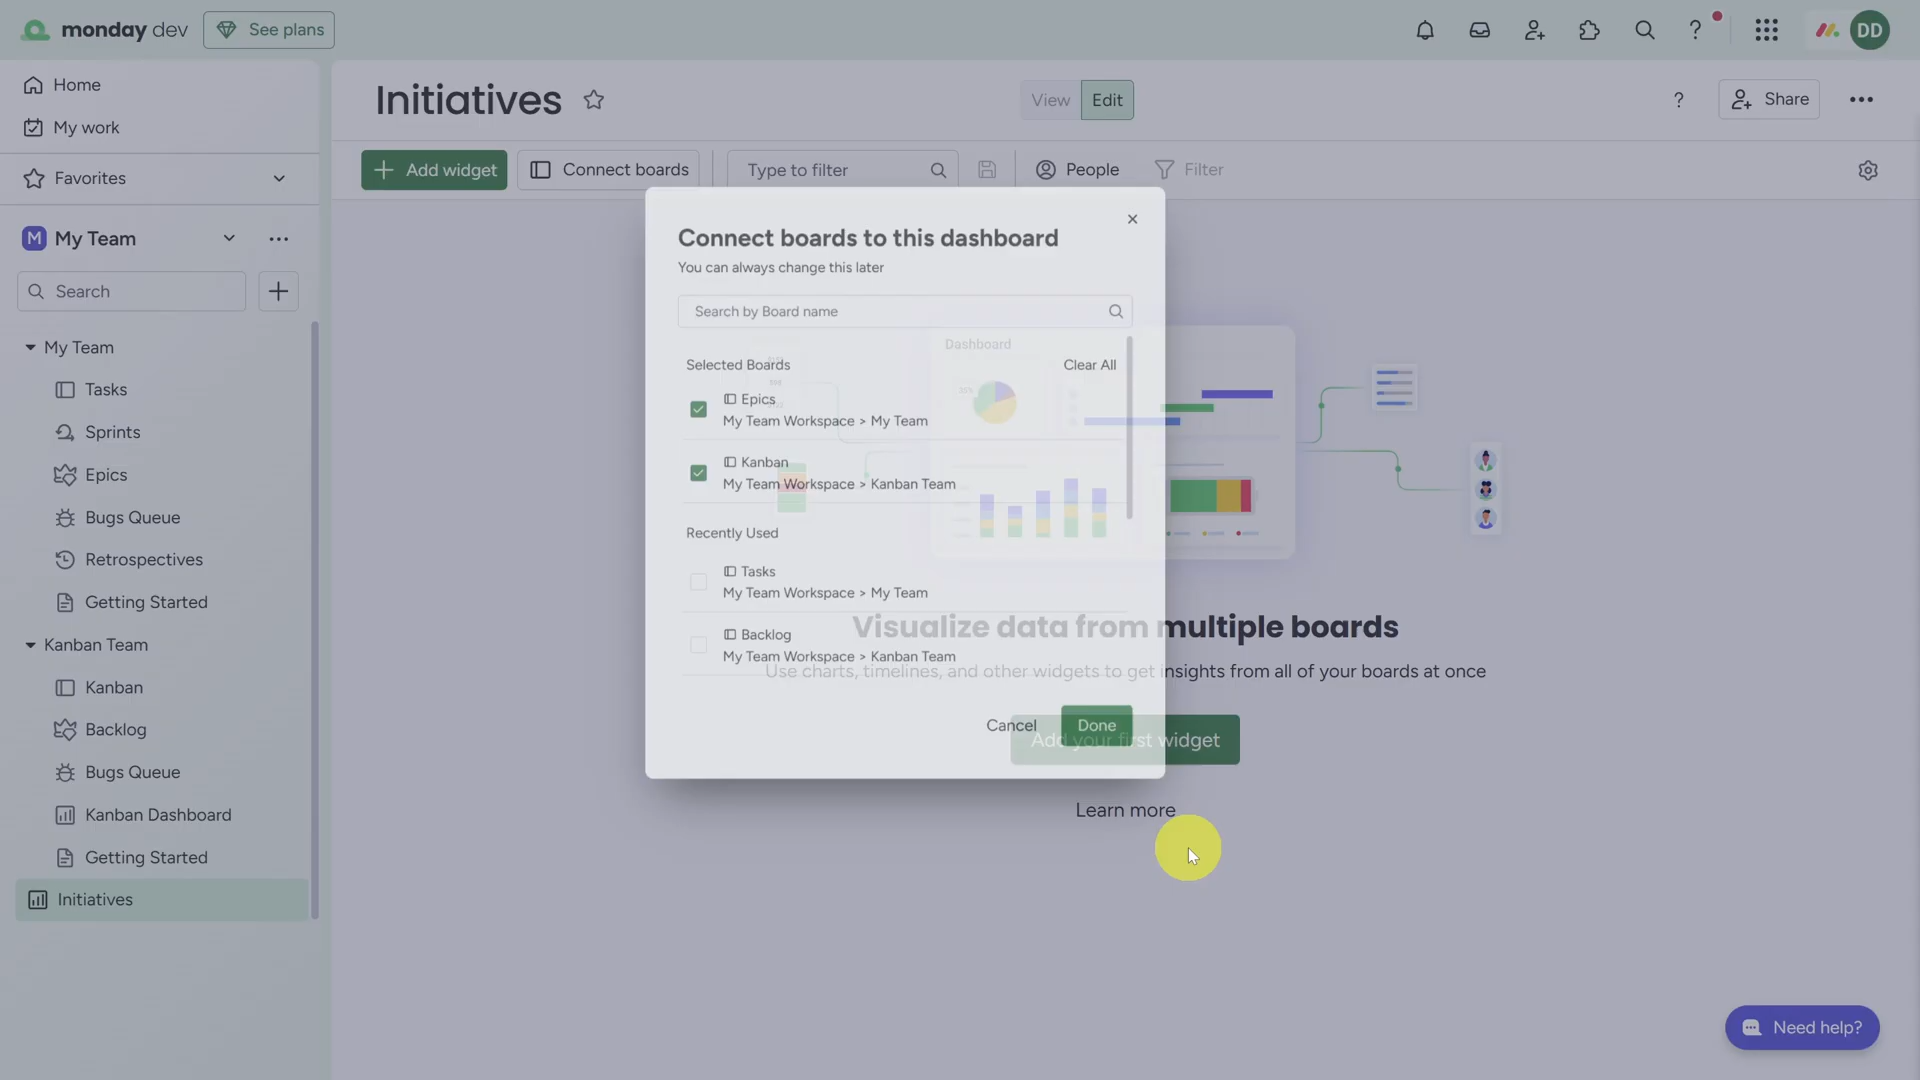 monday dev
See plans
DD
Home
My work
Favorites
M My Team
Search
My Team
Tasks
Sprints
Epics
Bugs Queue
Retrospectives
Getting Started
Kanban Team
Kanban
Backlog
Bugs Queue
Kanban Dashboard
Getting Started
Initiatives
Initiatives
View Edit
? Share
Add widget
Connect boards
Type to filter
People
Filter
Connect boards to this dashboard
You can always change this later
Search by Board name
Dashboard
Selected Boards
Clear All
Epics
My Team Workspace > My Team
Kanban
My Team Workspace > Kanban Team
Recently Used
Tasks
My Team Workspace > My Team
Backlog
My Team Workspace > Kanban Team
Cancel
Done
Visualize data from multiple boards
Use charts, timelines, and other widgets to get insights from all of your boards at once
Add your first widget
Learn more
Need help?